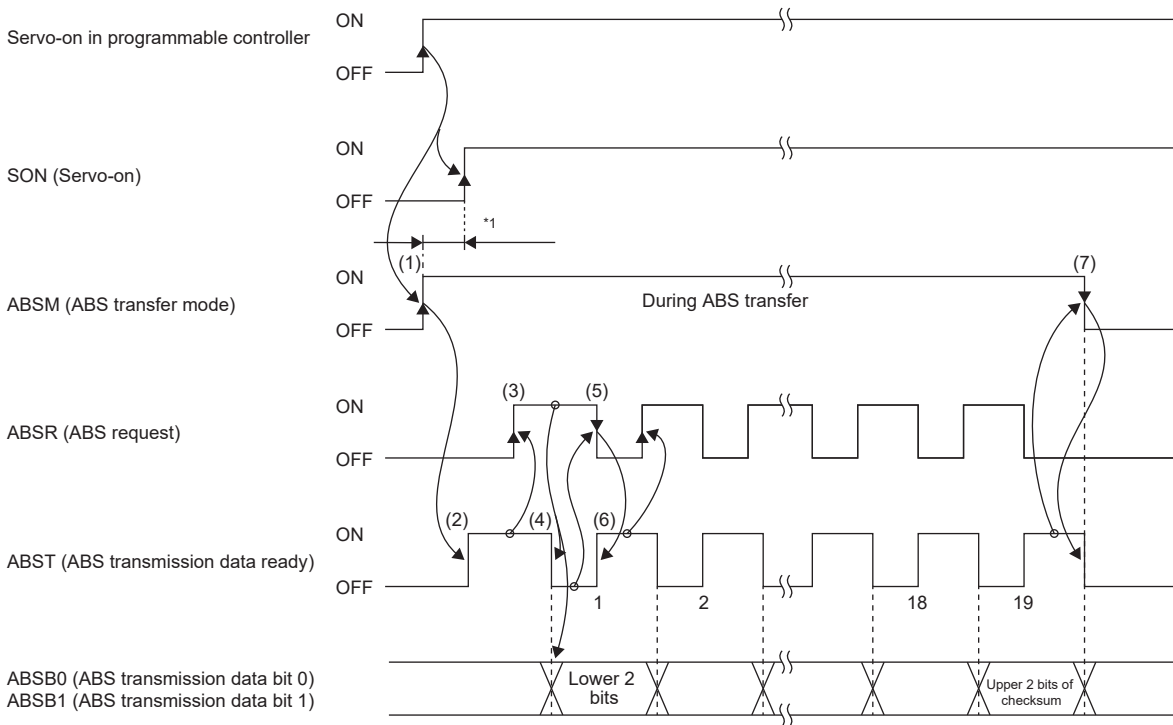 ON
Servo-on in programmable controller
OFF
ON
SON (Servo-on)
OFF
*1
(1)
(7)
ON
ABSM (ABS transfer mode)
During ABS transfer
OFF
(3)
(5)
ON
ABSR (ABS request)
OFF
(2)
(4)
(6)
ON
ABST (ABS transmission data ready)
OFF
1
2
18
19
ABSB0 (ABS transmission data bit 0)
ABSB1 (ABS transmission data bit 1)
Lower 2
bits
Upper 2 bits of
checksum